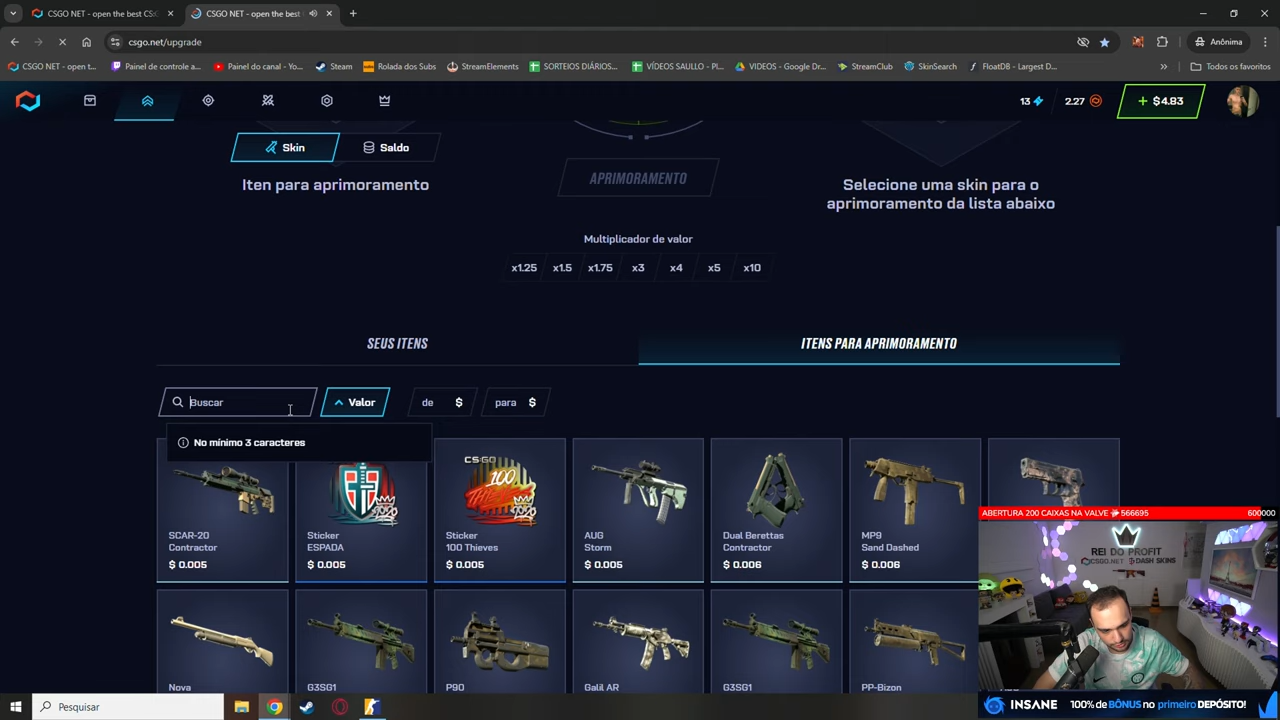 CSGO NET - open the best CS:
CSGO NET - open the best
csgo.net/upgrade
Anônima
CSGO NET - open t...
Painel de controle a...
Painel do canal - Yo...
Steam
Rolada dos Subs
StreamElements
SORTEIOS DIÁRIOS...
VÍDEOS SAULLO - Pl...
VIDEOS - Google Dr...
StreamClub
SkinSearch
FloatDB - Largest D...
Todos os favoritos
13
2.27
+ $4.83
Skin
Saldo
Iten para aprimoramento
APRIMORAMENTO
Selecione uma skin para o
aprimoramento da lista abaixo
Multiplicador de valor
x1.25 x1.5 x1.75 x3 x4 x5 x10
SEUS ITENS
ITENS PARA APRIMORAMENTO
Buscar
Valor
de $
para $
No mínimo 3 caracteres
SCAR-20
Contractor
$ 0.005
Sticker
ESPADA
$ 0.005
CS:GO
100
THIEVES
2020
Sticker
100 Thieves
$ 0.005
AUG
Storm
$ 0.005
Dual Berettas
Contractor
$ 0.006
MP9
Sand Dashed
$ 0.006
Nova
G3SG1
P90
Galil AR
G3SG1
PP-Bizon
ABERTURA 200 CAIXAS NA VALVE 566695 600000
REI DO PROFIT
CSGO.NET DASH SKINS
INSANE 100% de BÔNUS no primeiro DEPÓSITO!
Pesquisar